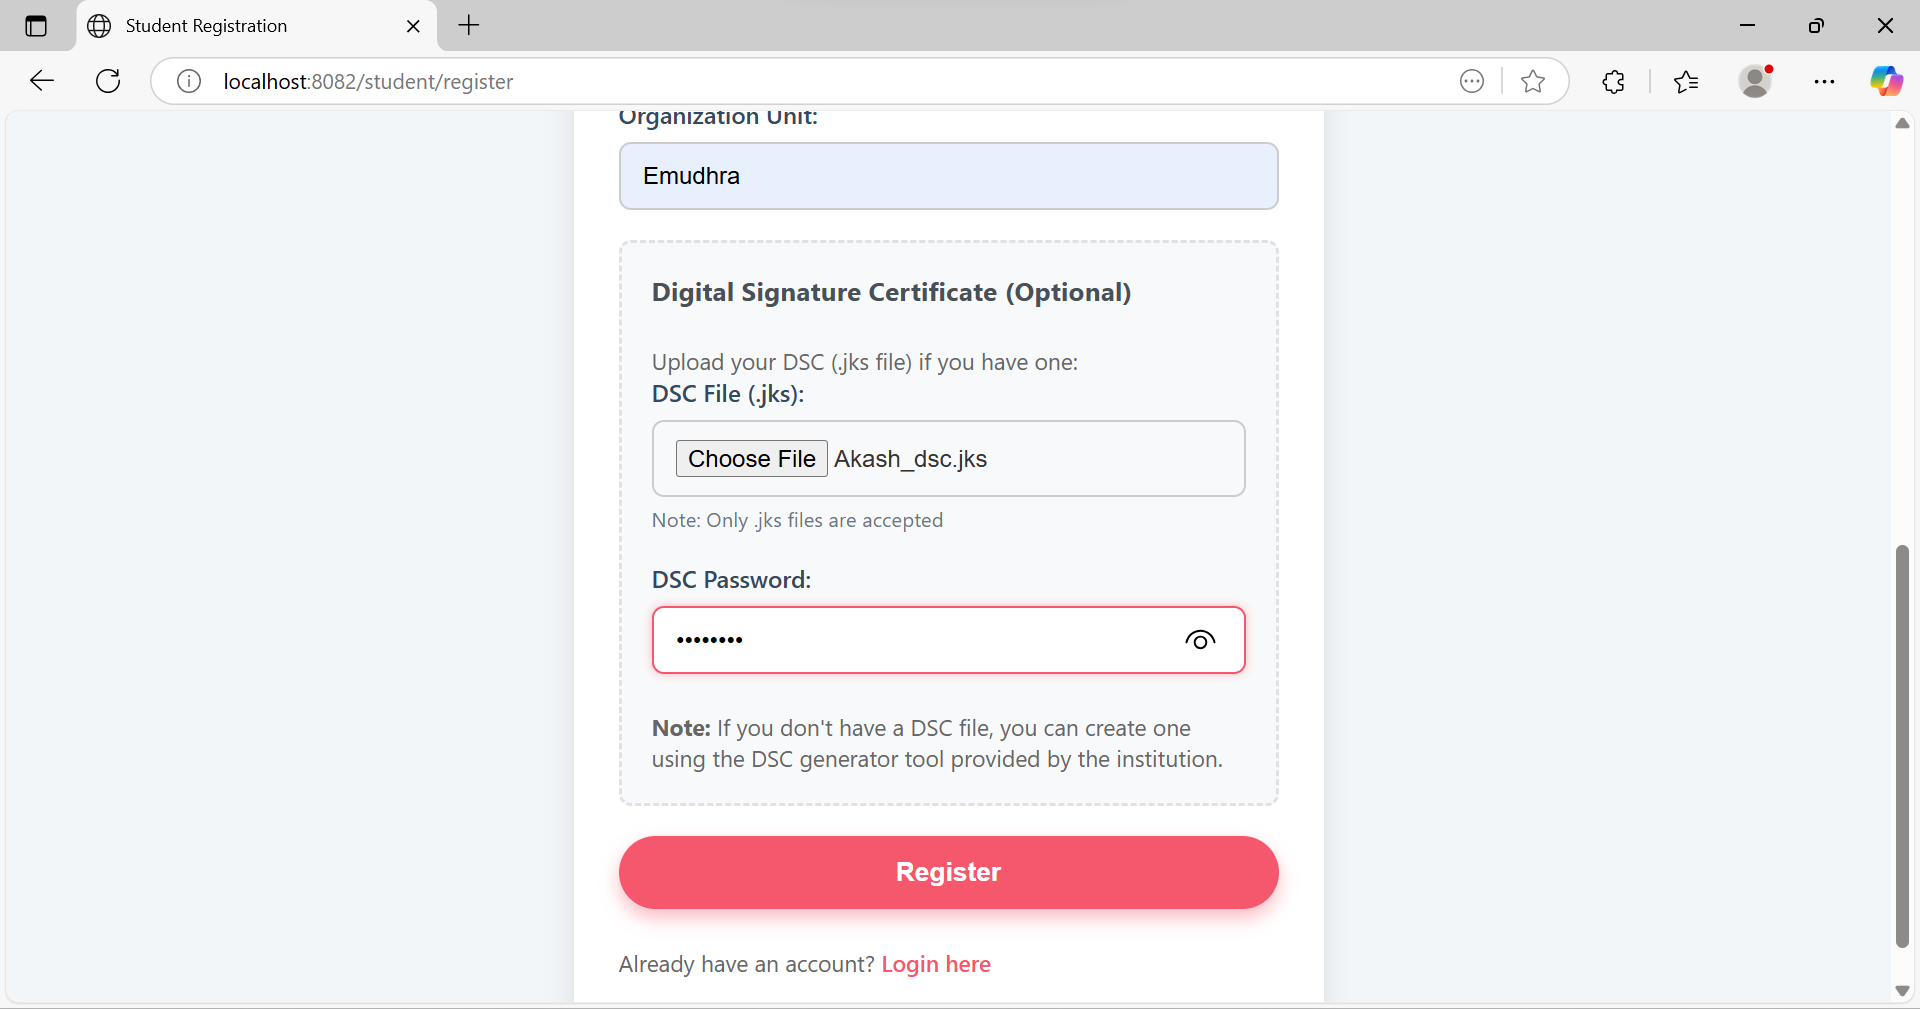 Student Registration
localhost:8082/student/register
Organization Unit:
Emudhra
Digital Signature Certificate (Optional)
Upload your DSC (.jks file) if you have one:
DSC File (.jks):
Choose File Akash_dsc.jks
Note: Only .jks files are accepted
DSC Password:
••••••••
Note: If you don't have a DSC file, you can create one
using the DSC generator tool provided by the institution.
Register
Already have an account? Login here